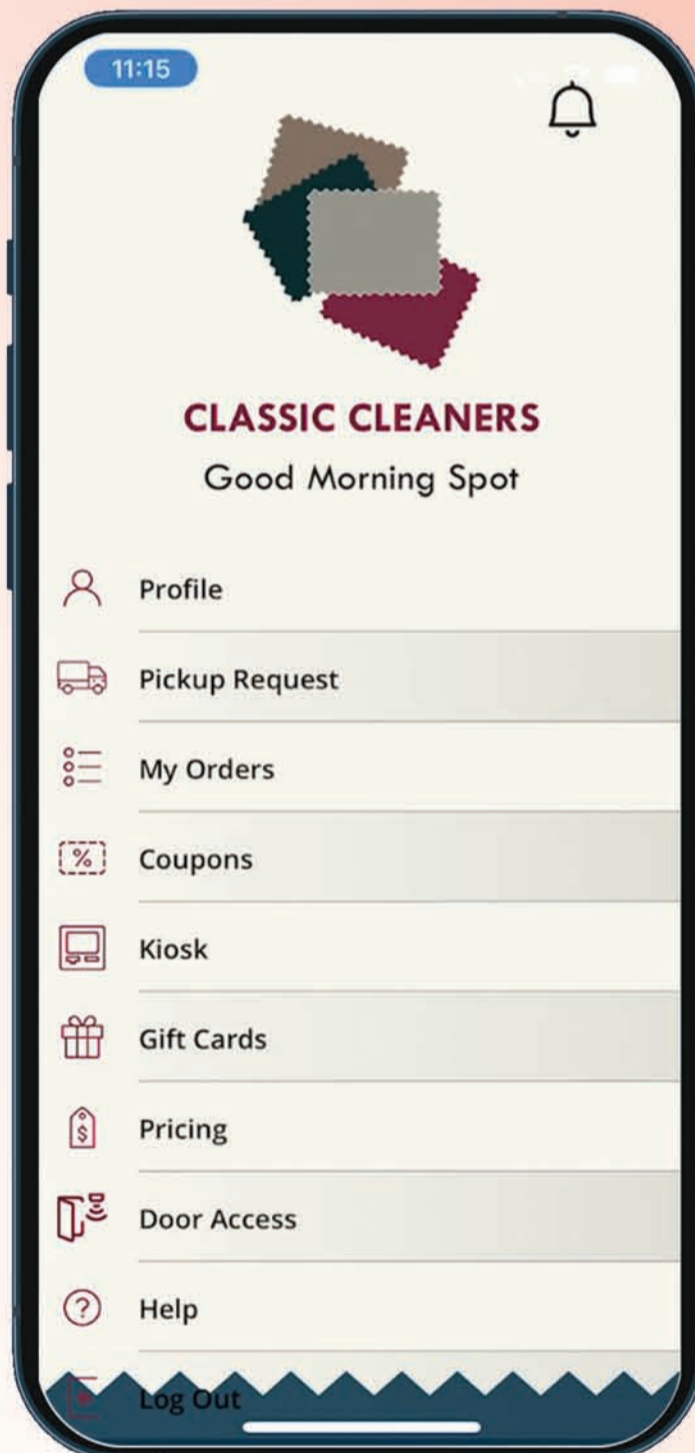 11:15
CLASSIC CLEANERS
Good Morning Spot
Profile
Pickup Request
My Orders
%
Coupons
Kiosk
Gift Cards
$
Pricing
Door Access
?
Help
Log Out